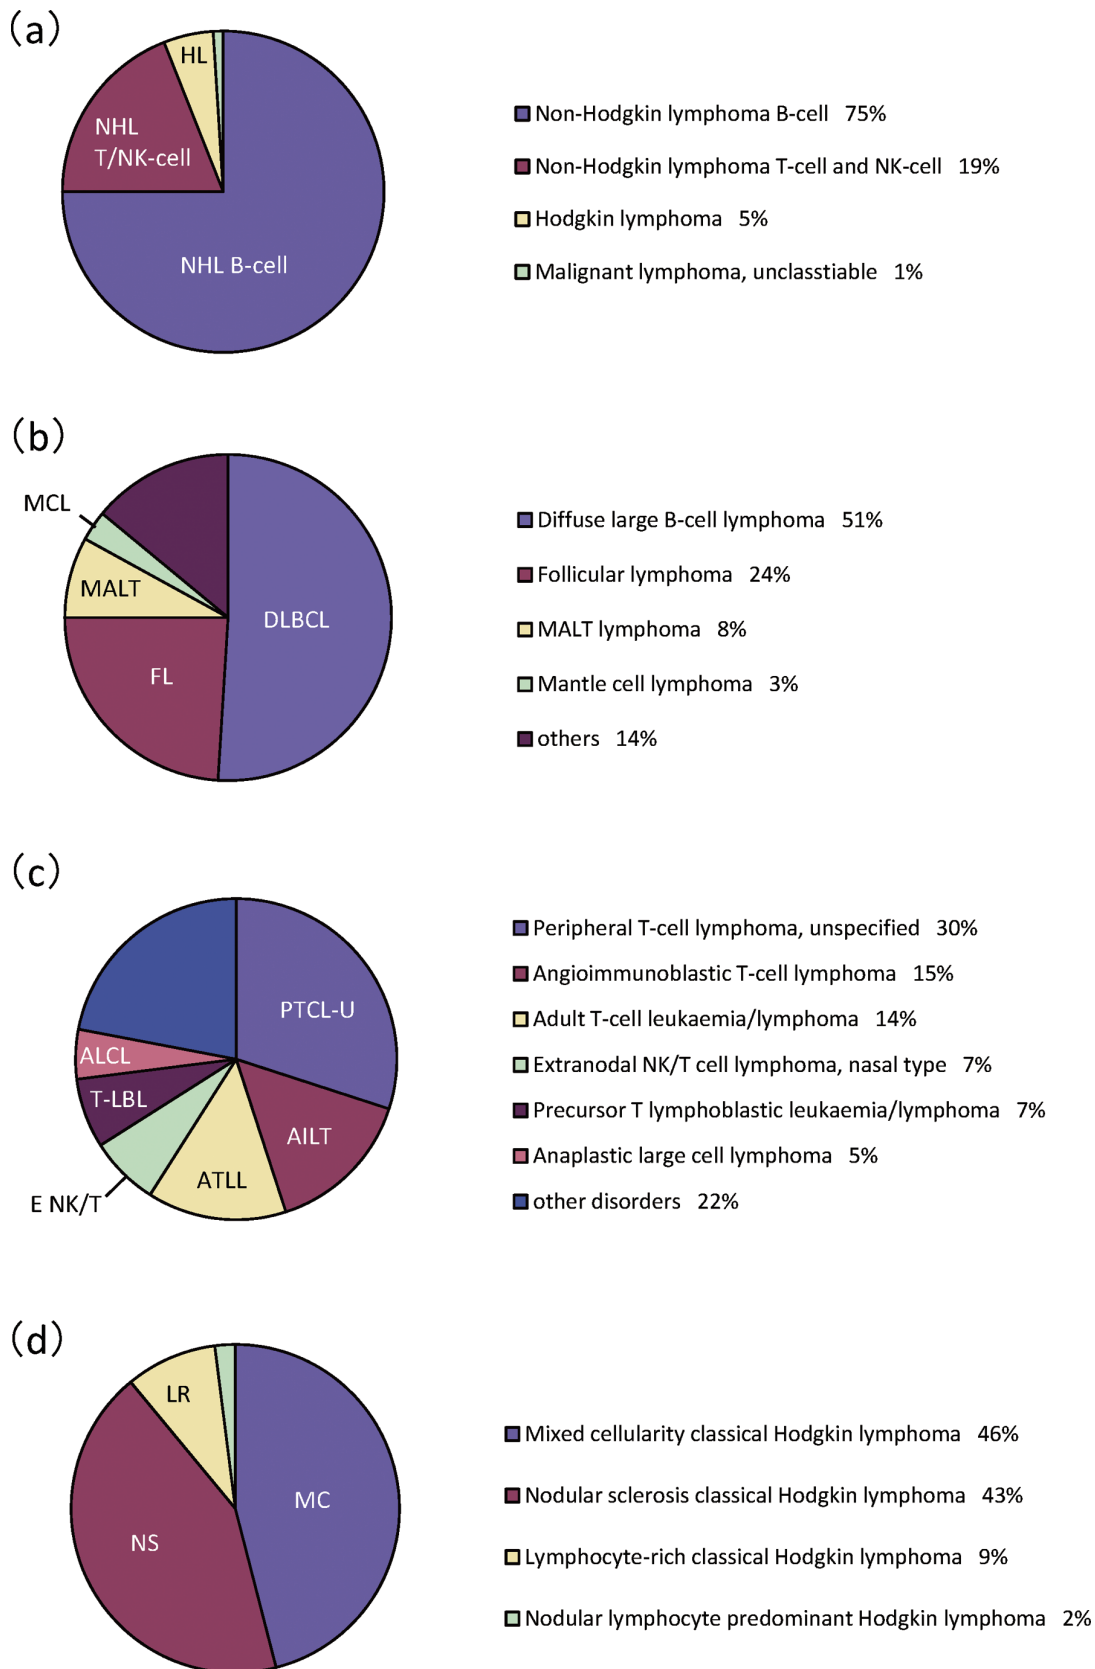 (a)
HL
NHL
T/NK-cell
NHL B-cell
Non-Hodgkin lymphoma B-cell 75%
Non-Hodgkin lymphoma T-cell and NK-cell 19%
Hodgkin lymphoma 5%
Malignant lymphoma, unclasstiable 1%
(b)
MCL
MALT
DLBCL
FL
Diffuse large B-cell lymphoma 51%
Follicular lymphoma 24%
MALT lymphoma 8%
Mantle cell lymphoma 3%
others 14%
(c)
PTCL-U
ALCL
T-LBL
AILT
ATLL
E NK/T
Peripheral T-cell lymphoma, unspecified 30%
Angioimmunoblastic T-cell lymphoma 15%
Adult T-cell leukaemia/lymphoma 14%
Extranodal NK/T cell lymphoma, nasal type 7%
Precursor T lymphoblastic leukaemia/lymphoma 7%
Anaplastic large cell lymphoma 5%
other disorders 22%
(d)
LR
MC
NS
Mixed cellularity classical Hodgkin lymphoma 46%
Nodular sclerosis classical Hodgkin lymphoma 43%
Lymphocyte-rich classical Hodgkin lymphoma 9%
Nodular lymphocyte predominant Hodgkin lymphoma 2%